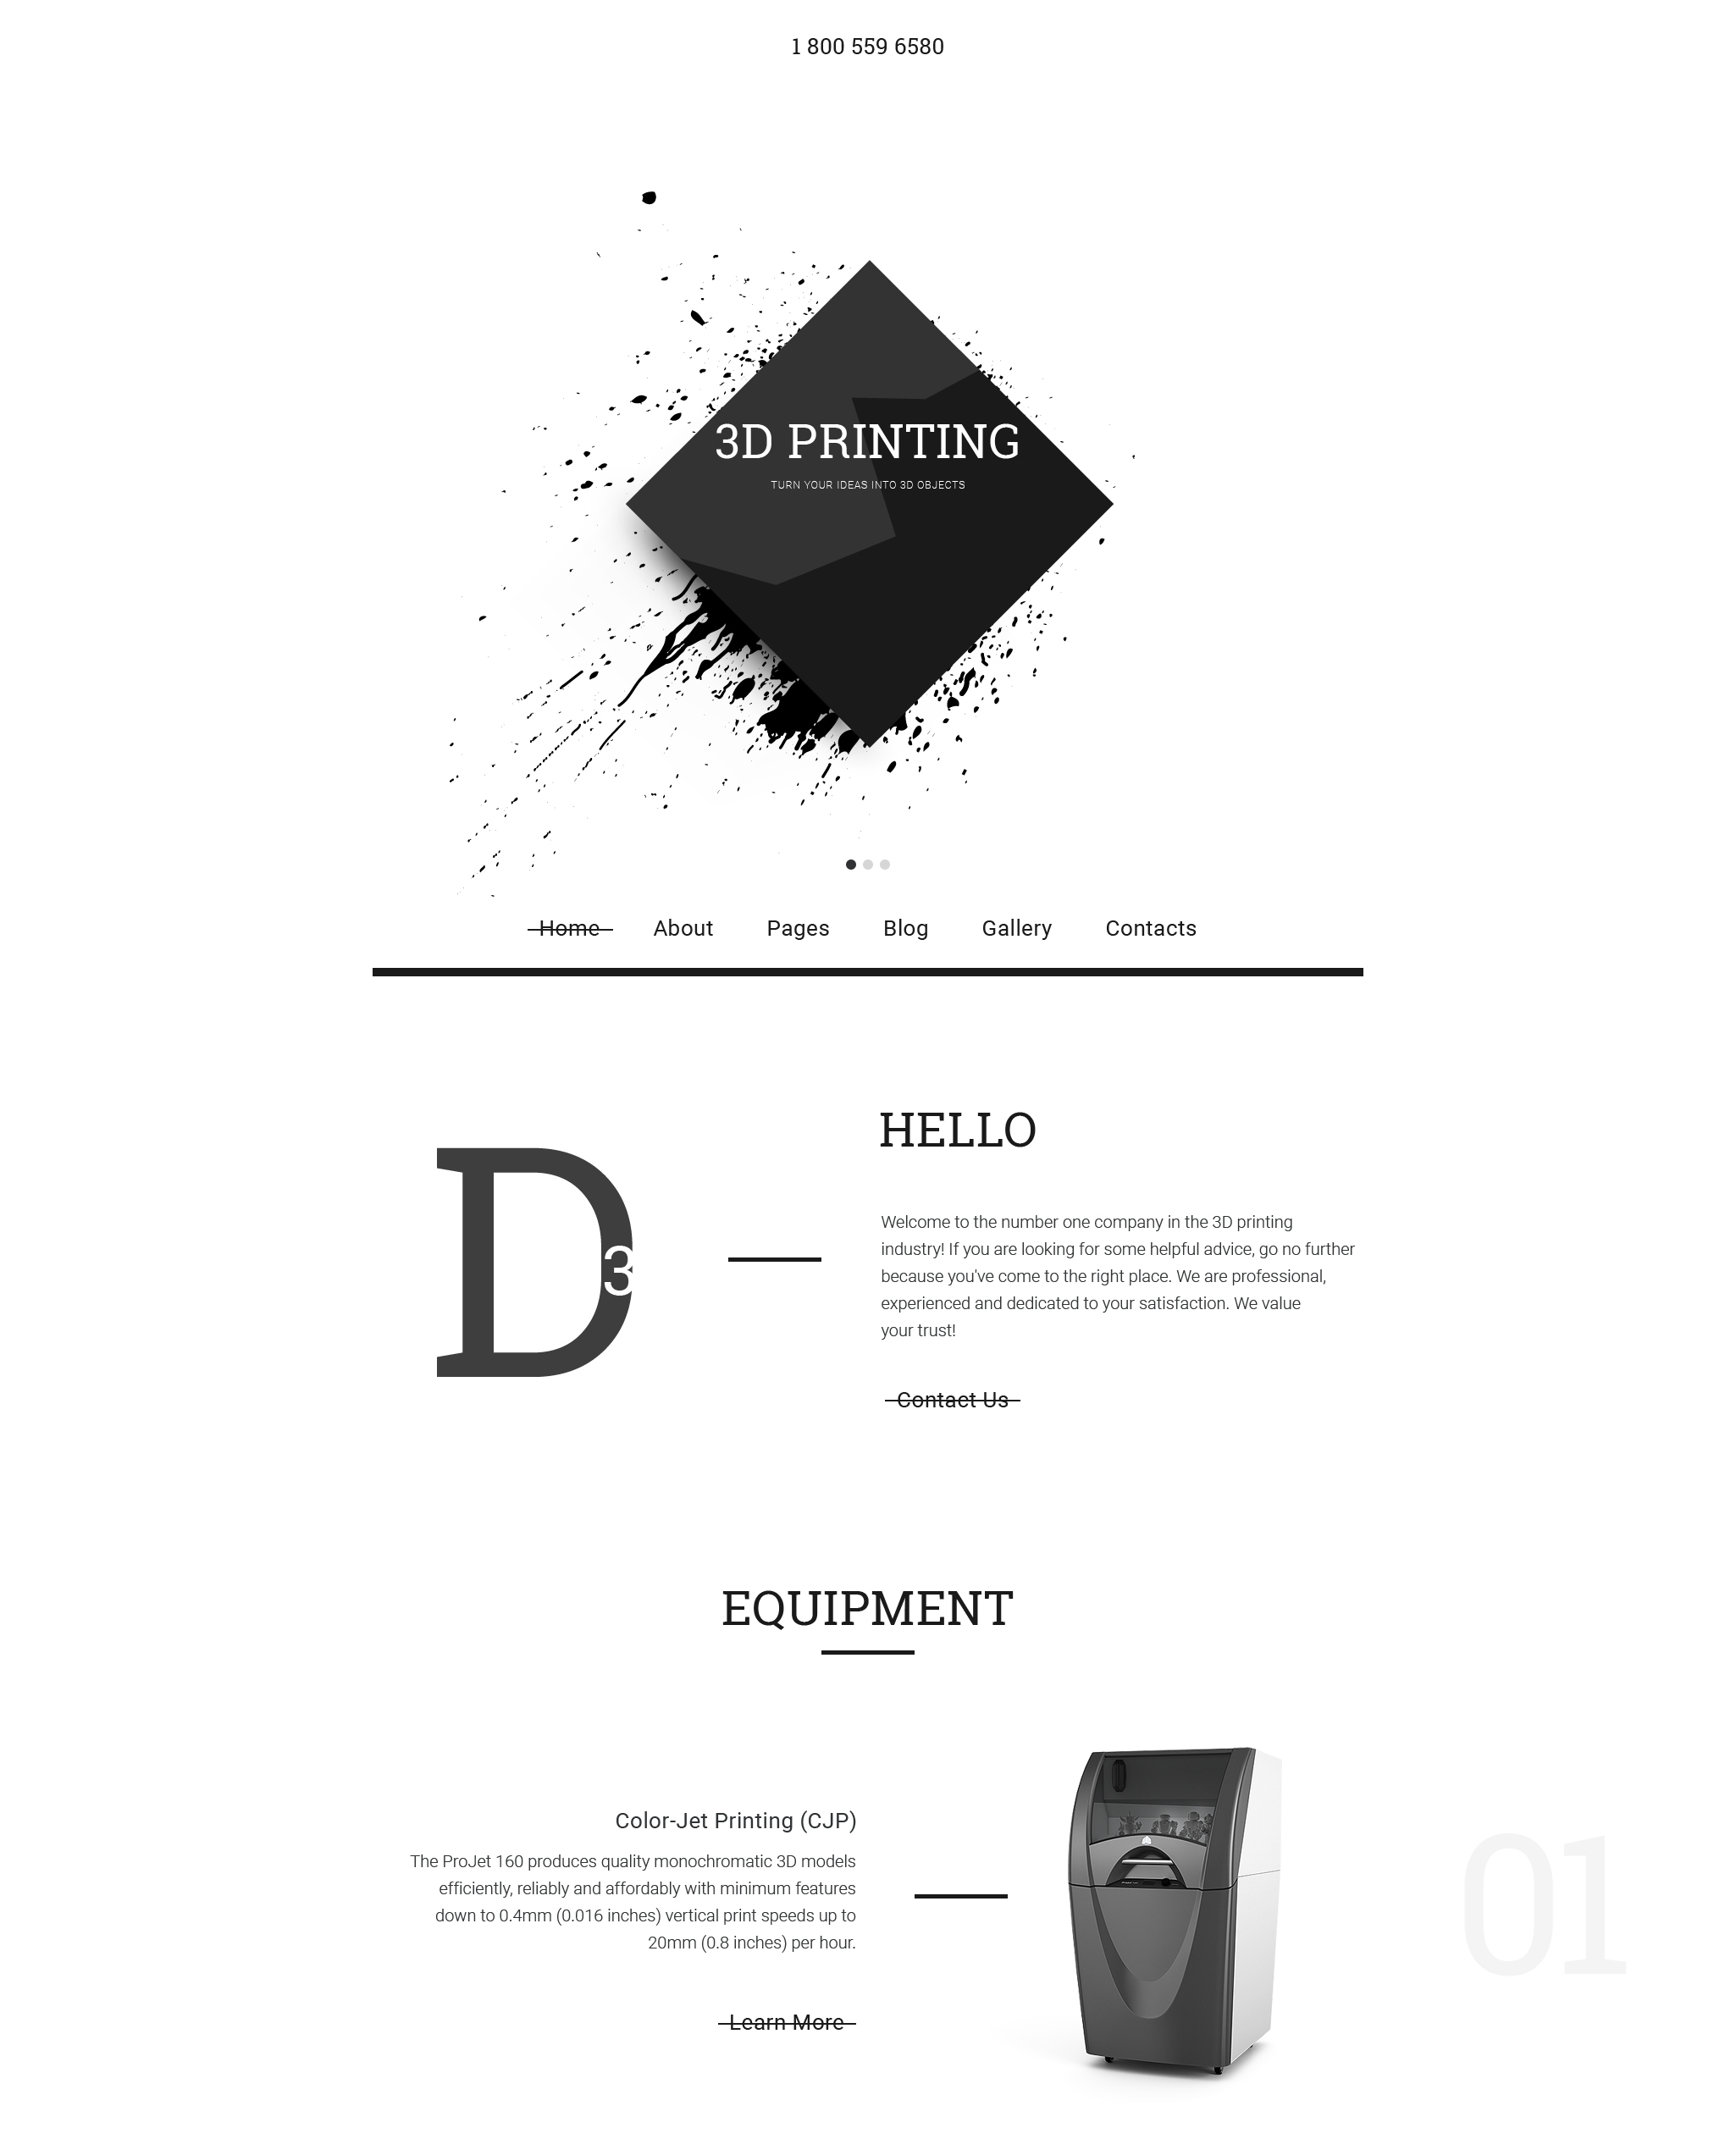 1 800 559 6580
3D PRINTING
TURN YOUR IDEAS INTO 3D OBJECTS
Home About Pages Blog Gallery Contacts
D
3
HELLO
Welcome to the number one company in the 3D printing
industry! If you are looking for some helpful advice, go no further
because you've come to the right place. We are professional,
experienced and dedicated to your satisfaction. We value
your trust!
Contact Us
EQUIPMENT
Color-Jet Printing (CJP)
The ProJet 160 produces quality monochromatic 3D models
efficiently, reliably and affordably with minimum features
down to 0.4mm (0.016 inches) vertical print speeds up to
20mm (0.8 inches) per hour.
Learn More
01